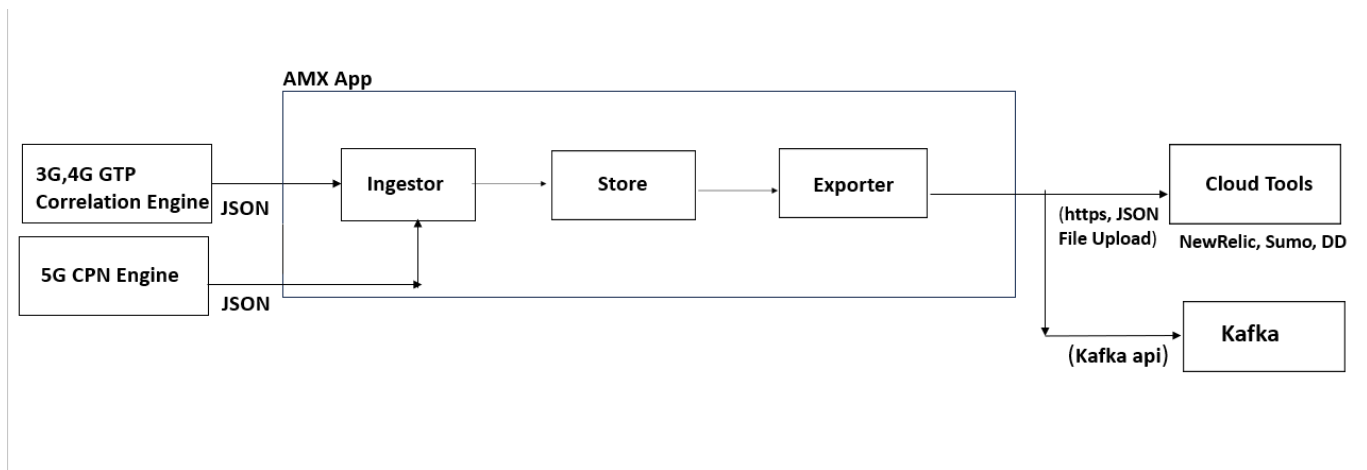 AMX App
3G,4G GTP
Correlation Engine
JSON
5G CPN Engine
JSON
Ingestor
Store
Exporter
(https, JSON
File Upload)
Cloud Tools
NewRelic, Sumo, DD
(Kafka api)
Kafka